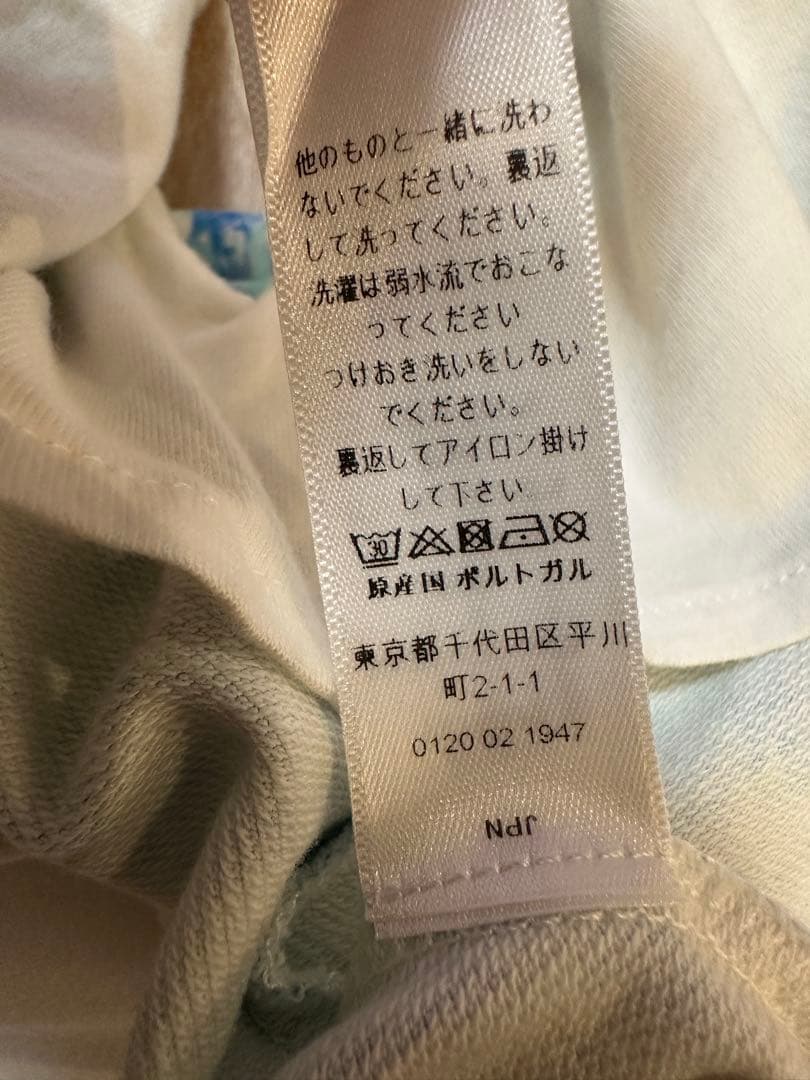 他のものと一緒に洗わ
ないでください。裏返
して洗ってください。
洗濯は弱水流でおこな
ってください
つけおき洗いをしない
でください。
裏返してアイロン掛け
して下さい
30
原産国 ポルトガル
東京都千代田区平川
町2-1-1
0120 02 1947
JPN